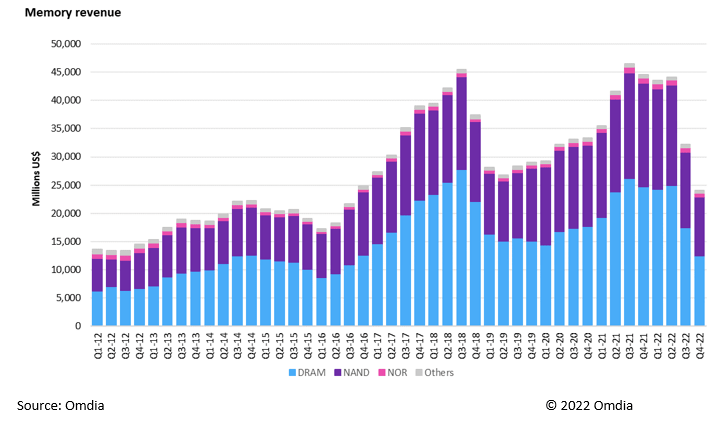 Memory revenue
50,000
45,000
40,000
35,000
30,000
25,000
20,000
15,000
10,000
5,000
0
Millions US$
Q1-12
Q2-12
Q3-12
Q4-12
Q1-13
Q2-13
Q3-13
Q4-13
Q1-14
Q2-14
Q3-14
Q4-14
Q1-15
Q2-15
Q3-15
Q4-15
Q1-16
Q2-16
Q3-16
Q4-16
Q1-17
Q2-17
Q3-17
Q4-17
Q1-18
Q2-18
Q3-18
Q4-18
Q1-19
Q2-19
Q3-19
Q4-19
Q1-20
Q2-20
Q3-20
Q4-20
Q1-21
Q2-21
Q3-21
Q4-21
Q1-22
Q2-22
Q3-22
Q4-22
DRAM NAND NOR Others
Source: Omdia © 2022 Omdia